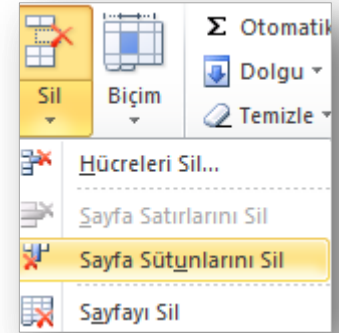 Σ Otomatik
Dolgu
Sil
Biçim
Temizle
Hücreleri Sil...
Sayfa Satırlarını Sil
Sayfa Sütunlarını Sil
Sayfayı Sil